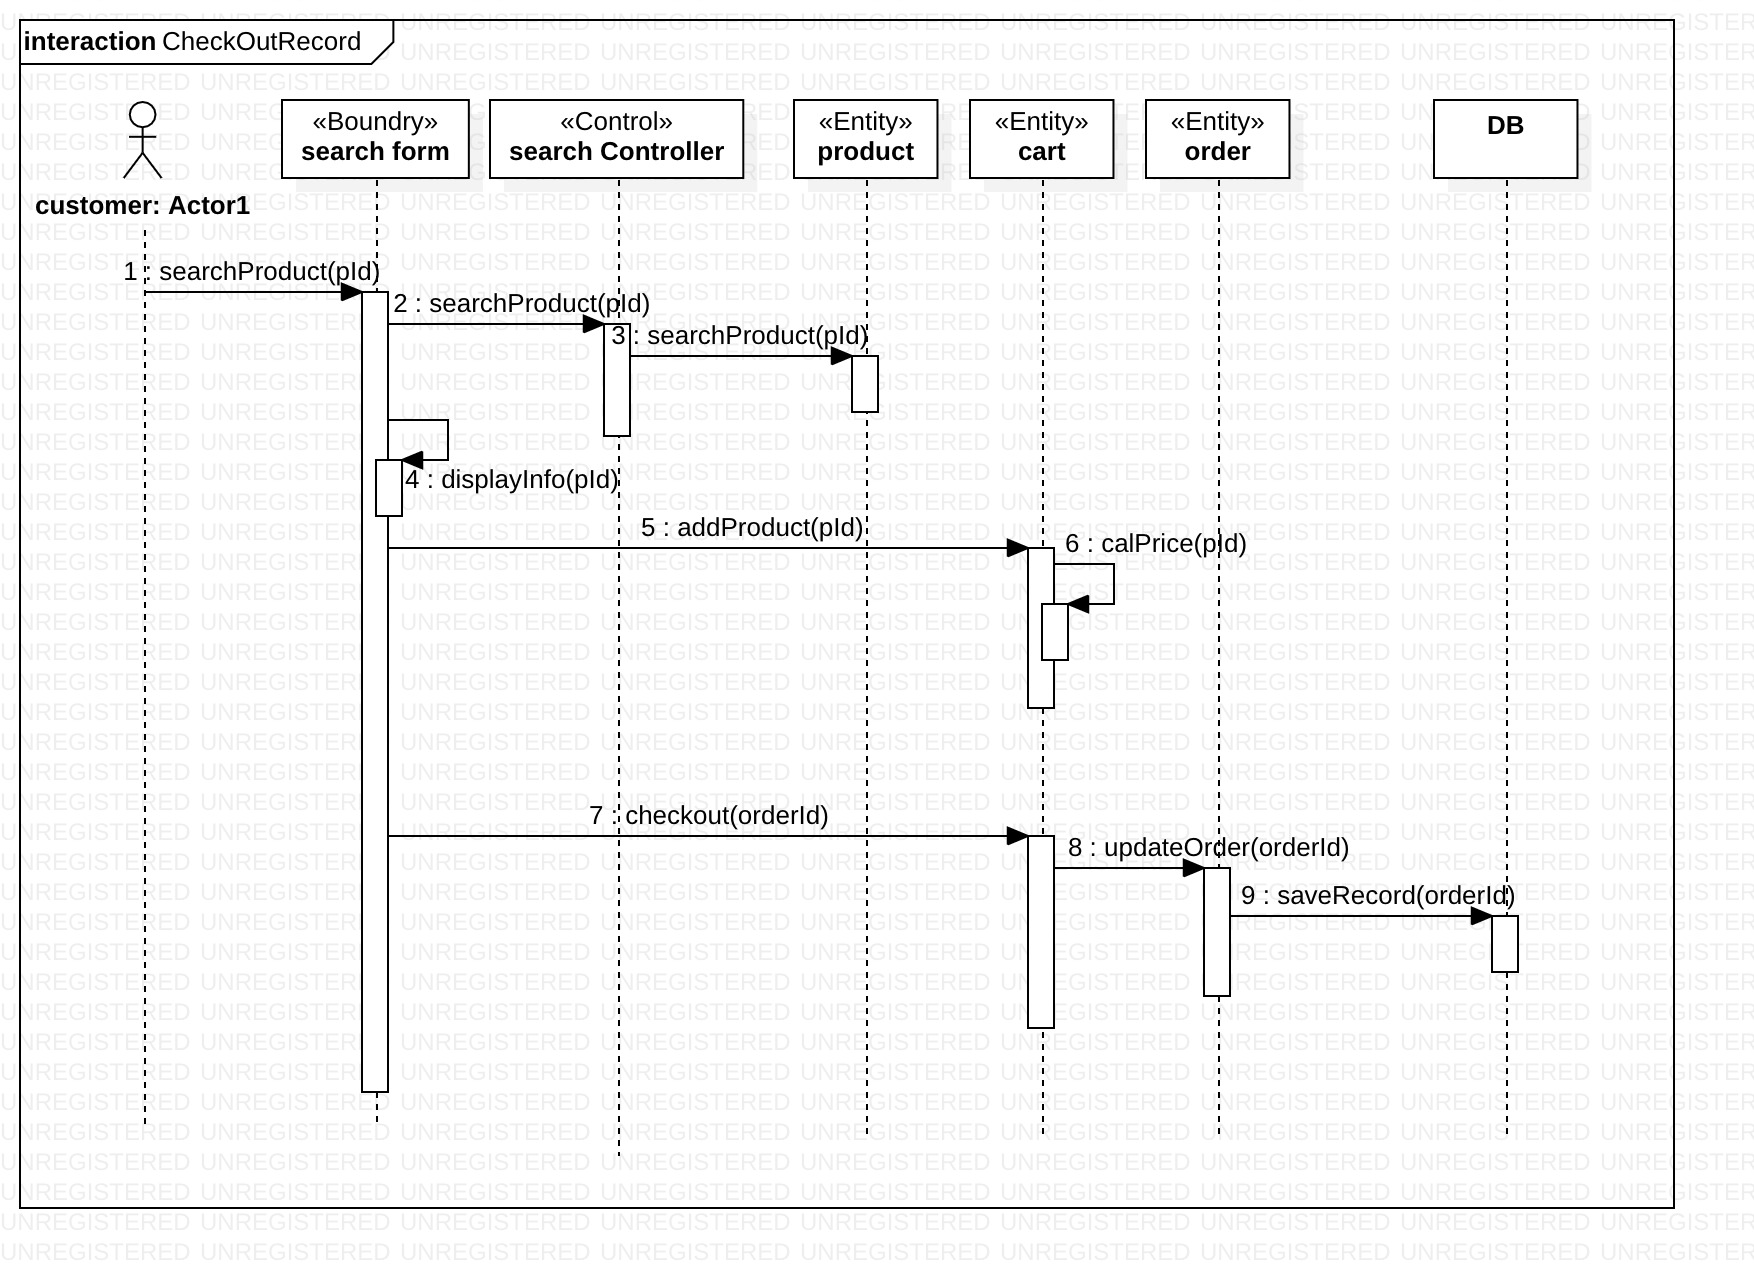 interaction CheckOutRecord
«Boundry»
search form
«Control»
search Controller
«Entity»
product
«Entity»
cart
«Entity»
order
DB
customer: Actor1
1 : searchProduct(pId)
2 : searchProduct(pId)
3 : searchProduct(pId)
4 : displayInfo(pId)
5 : addProduct(pId)
6 : calPrice(pId)
7 : checkout(orderId)
8 : updateOrder(orderId)
9 : saveRecord(orderId)
UNREGISTERED